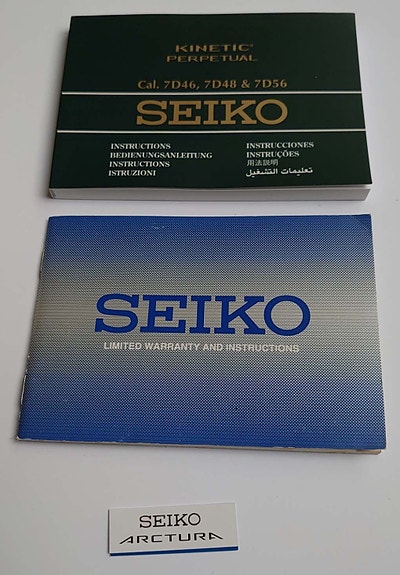 KINETIC®
PERPETUAL
Cal. 7D46, 7D48 & 7D56
SEIKO
INSTRUCTIONS
BEDIENUNGSANLEITUNG
INSTRUCTIONS
ISTRUZIONI
INSTRUCCIONES
INSTRUÇÕES
用法説明
تعليمات التشغيل
SEIKO
LIMITED WARRANTY AND INSTRUCTIONS
SEIKO
ARCTURA